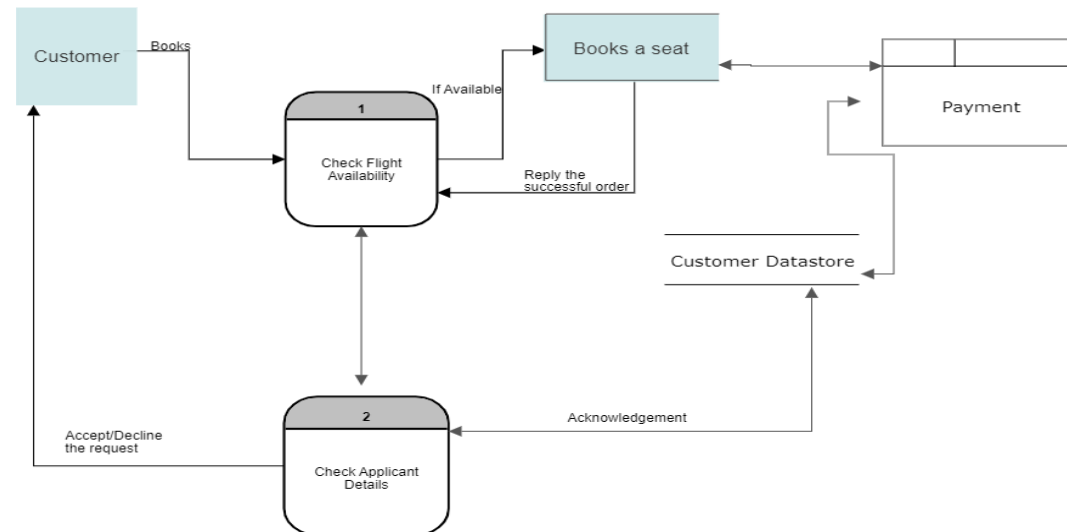 Customer
Books
Books a seat
If Available
1
Check Flight
Availability
Payment
Reply the
successful order
Customer Datastore
2
Check Applicant
Details
Acknowledgement
Accept/Decline
the request